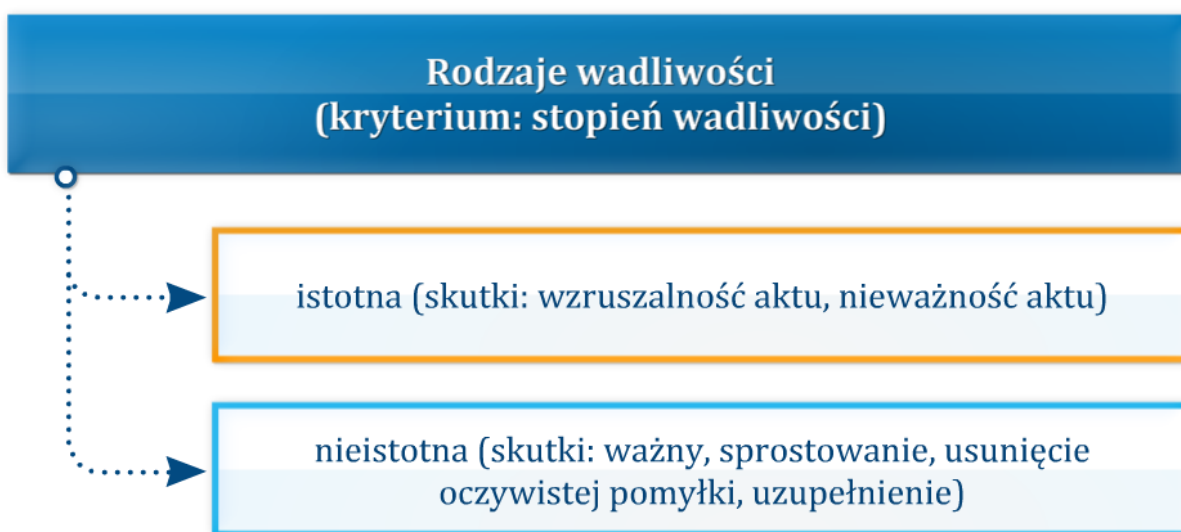 Rodzaje wadliwości
(kryterium: stopień wadliwości)
istotna (skutki: wzruszalność aktu, nieważność aktu)
nieistotna (skutki: ważny, sprostowanie, usunięcie
oczywistej pomyłki, uzupełnienie)